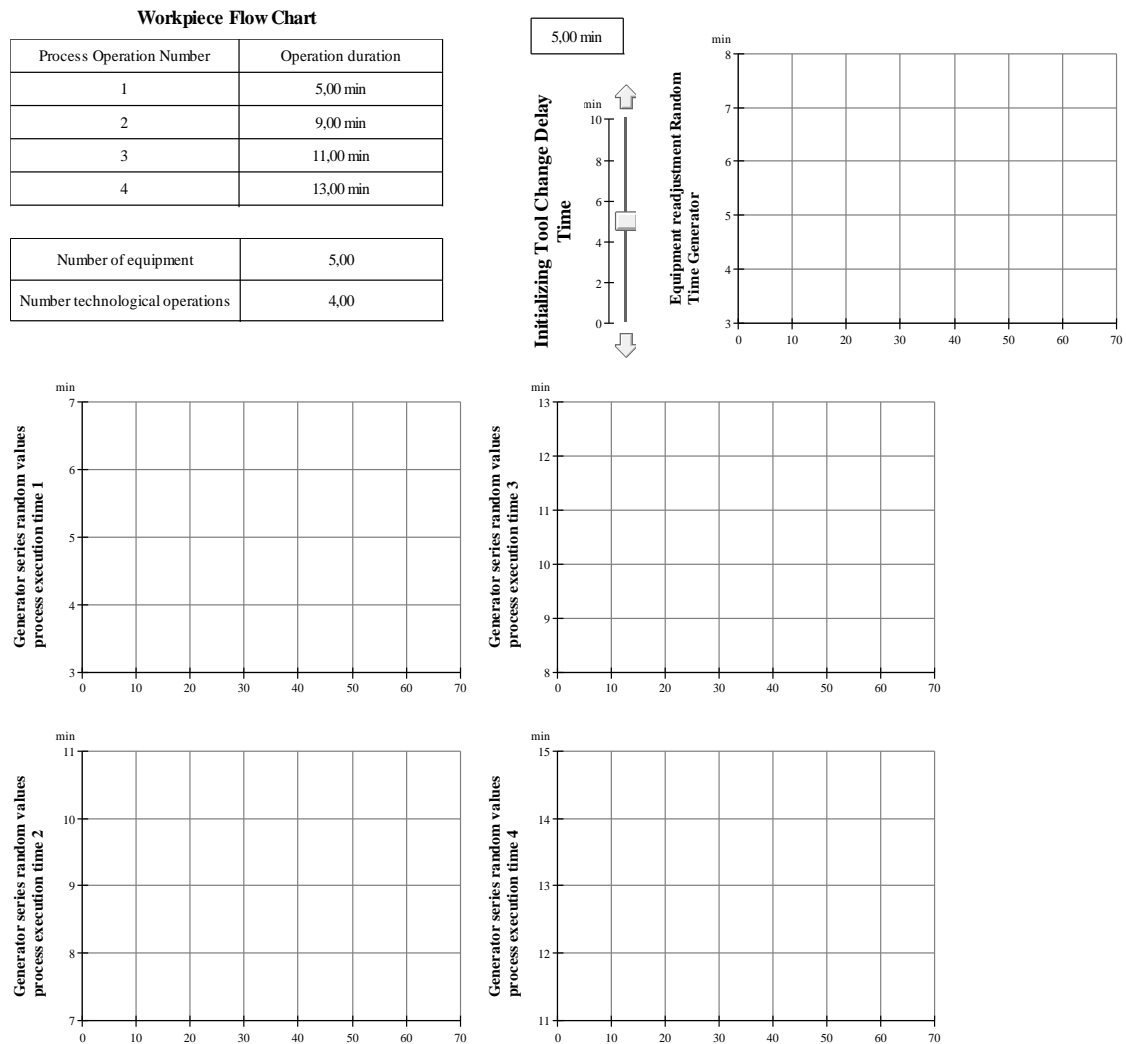 Workpiece Flow Chart
Process Operation Number Operation duration
1 5,00 min
2 9,00 min
3 11,00 min
4 13,00 min
Number of equipment 5,00
Number technological operations 4,00
5,00 min
Initializing Tool Change Delay
Time
min
10
8
6
4
2
0
Equipment readjustment Random
Time Generator
min
8
7
6
5
4
3
0 10 20 30 40 50 60 70
Generator series random values
process execution time 1
min
7
6
5
4
3
0 10 20 30 40 50 60 70
Generator series random values
process execution time 3
min
13
12
11
10
9
8
0 10 20 30 40 50 60 70
Generator series random values
process execution time 2
min
11
10
9
8
7
0 10 20 30 40 50 60 70
Generator series random values
process execution time 4
min
15
14
13
12
11
0 10 20 30 40 50 60 70